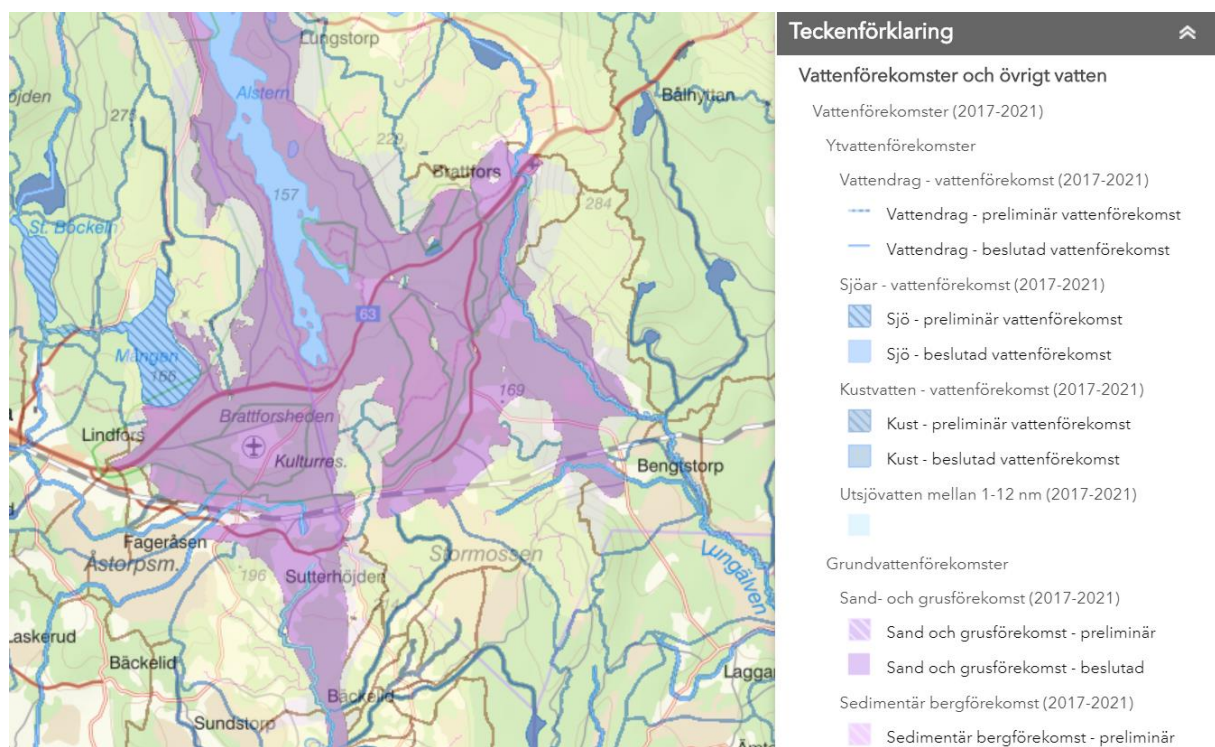 Lungstorp
öjden
Alstern
275
Bålhyttan
229
Brattfors
157
284
St. Böckeln
63
Mången
166
169
Brattforsheden
Lindfors
Kulturres.
Bengtstorp
Fageråsen
Stormossen
Åstorpsm.
196
Sutterhöjden
214
Lungälven
Laskerud
Bäckelid
Laggar
Bäckelid
Sundstorp
Ämte
Teckenförklaring
Vattenförekomster och övrigt vatten
Vattenförekomster (2017-2021)
Ytvattenförekomster
Vattendrag - vattenförekomst (2017-2021)
Vattendrag - preliminär vattenförekomst
Vattendrag - beslutad vattenförekomst
Sjöar - vattenförekomst (2017-2021)
Sjö - preliminär vattenförekomst
Sjö - beslutad vattenförekomst
Kustvatten - vattenförekomst (2017-2021)
Kust - preliminär vattenförekomst
Kust - beslutad vattenförekomst
Utsjövatten mellan 1-12 nm (2017-2021)
Grundvattenförekomster
Sand- och grusförekomst (2017-2021)
Sand och grusförekomst - preliminär
Sand och grusförekomst - beslutad
Sedimentär bergförekomst (2017-2021)
Sedimentär bergförekomst - preliminär